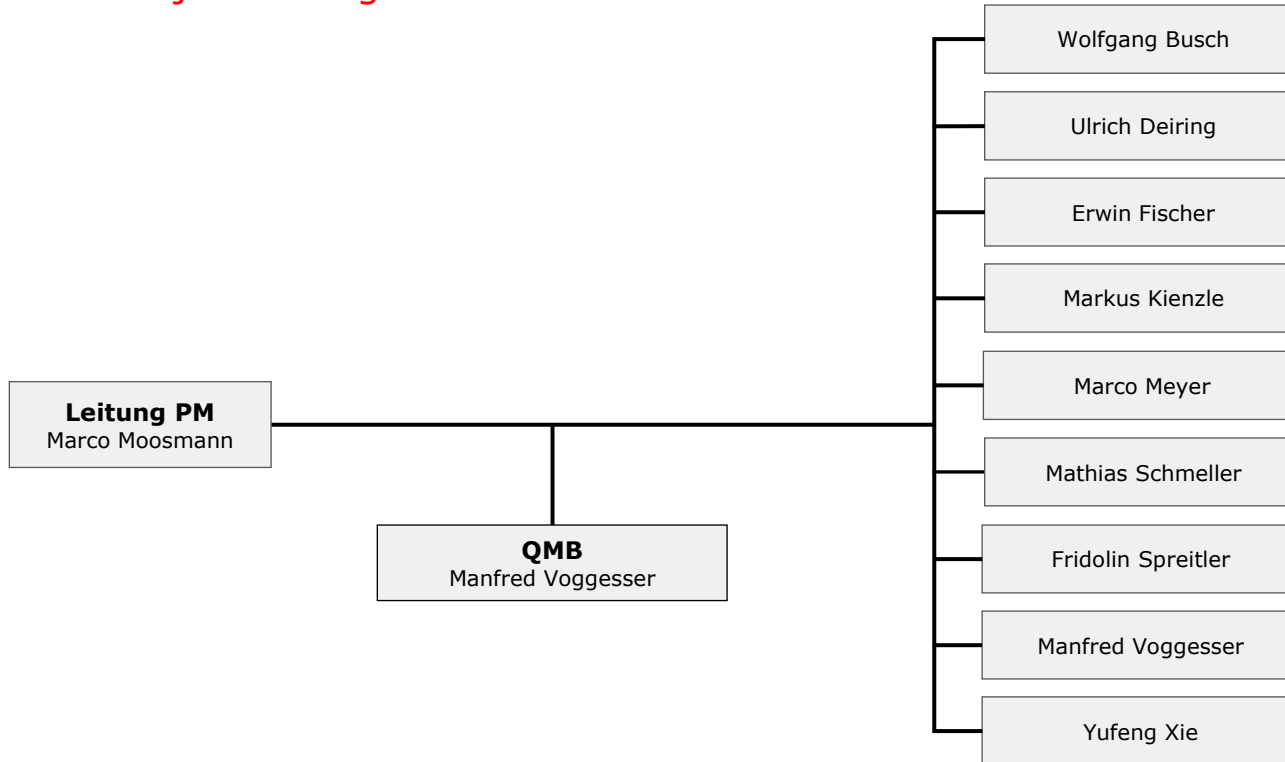 Wolfgang Busch
Ulrich Deiring
Erwin Fischer
Markus Kienzle
Marco Meyer
Leitung PM
Marco Moosmann
Mathias Schmeller
QMB
Manfred Voggesser
Fridolin Spreitler
Manfred Voggesser
Yufeng Xie